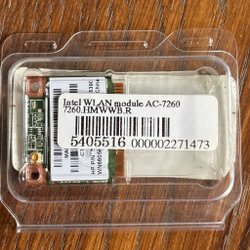 Intel WLAN module AC-7260
7260.HMWWB.R
5405516 000002271473